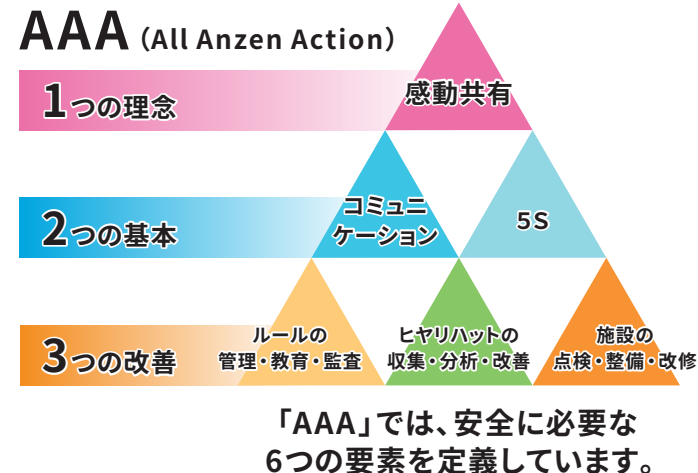 AAA（All Anzen Action）
1つの理念
感動共有
2つの基本
コミュニ
ケーション
5S
3つの改善
ルールの
管理・教育・監査
ヒヤリハットの
収集・分析・改善
施設の
点検・整備・改修
「AAA」では、安全に必要な
6つの要素を定義しています。